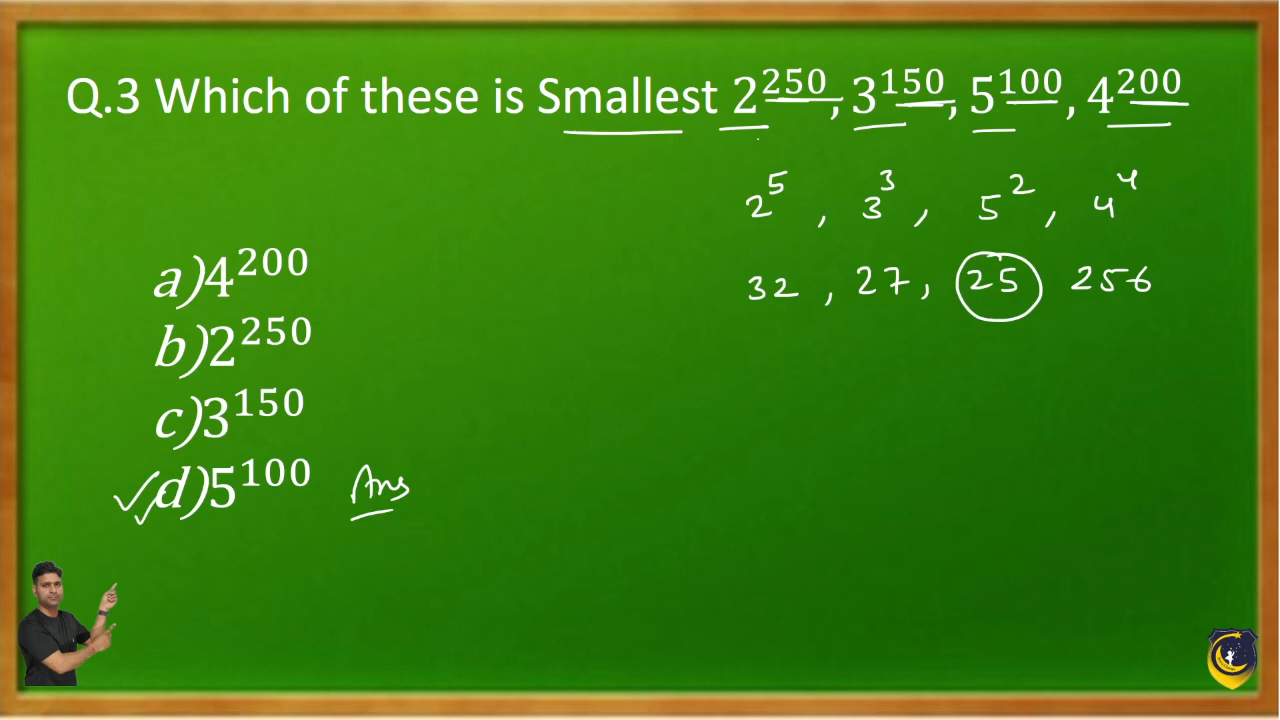 Q.3 Which of these is Smallest 2^250, 3^150, 5^100, 4^200
2^5, 3^3, 5^2, 4^4
32, 27, 25 256
a)4^200
b)2^250
c)3^150
d)5^100 Ans